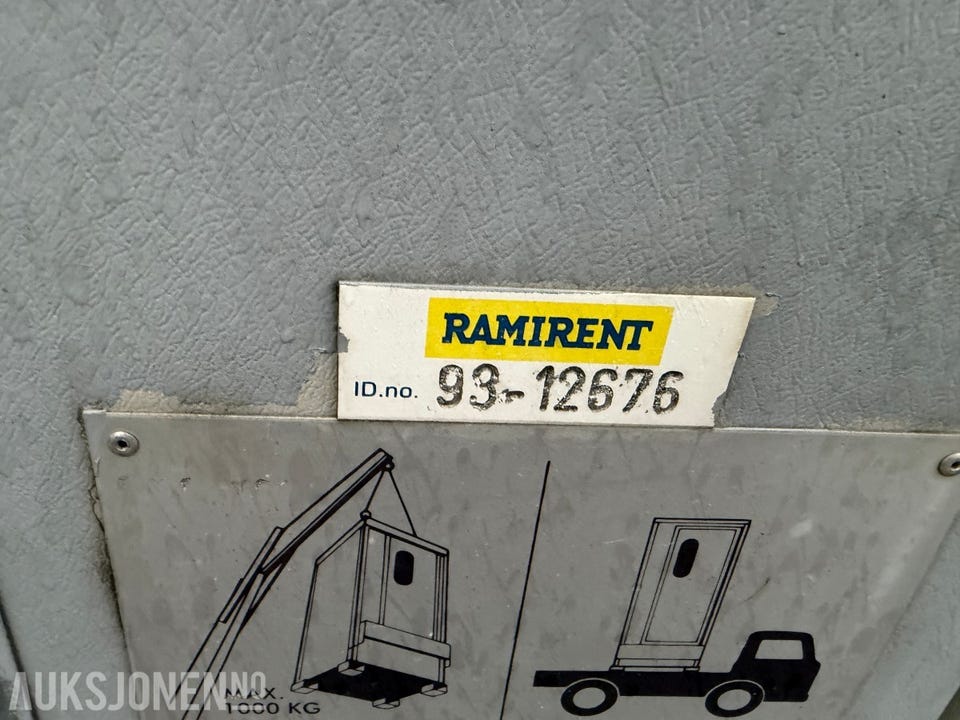 RAMIRENT
ID.no. 93-12676
MAX.
1000 KG
AUKSJONEN.NO